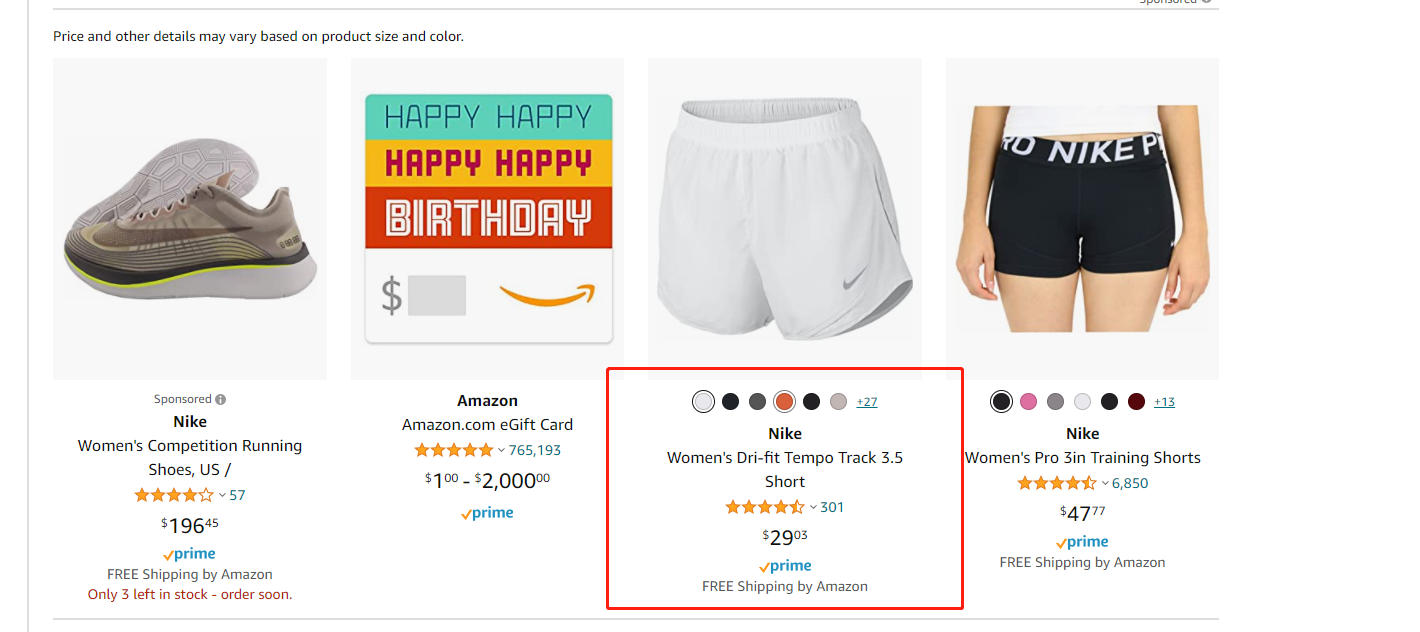 Sponsored
Price and other details may vary based on product size and color.
HAPPY HAPPY
HAPPY HAPPY
BIRTHDAY
$
RO NIKE P
Sponsored
Nike
Women's Competition Running
Shoes, US /
57
$196 45
prime
FREE Shipping by Amazon
Only 3 left in stock - order soon.
Amazon
Amazon.com eGift Card
765,193
$1 00 - $2,000 00
prime
+27
Nike
Women's Dri-fit Tempo Track 3.5
Short
301
$29 03
prime
FREE Shipping by Amazon
+13
Nike
Women's Pro 3in Training Shorts
6,850
$47 77
prime
FREE Shipping by Amazon